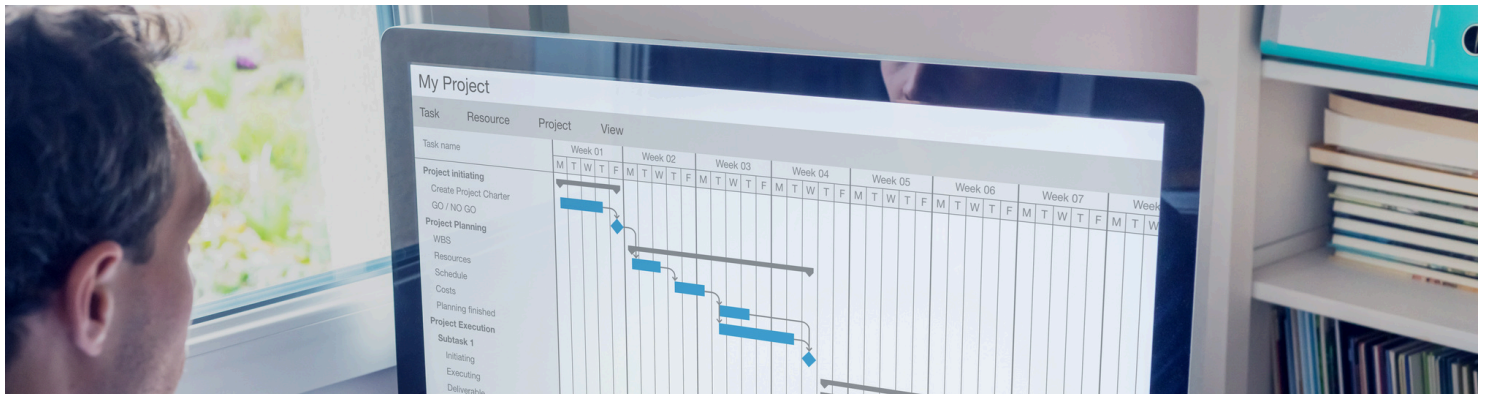 My Project
Task Resource Project View
Task name Week 01 Week 02 Week 03 Week 04 Week 05 Week 06 Week 07 Week
M T W T F M T W T F M T W T F M T W T F M T W T F M T W T F M T W T F M T W
Project initiating
Create Project Charter
GO / NO GO
Project Planning
WBS
Resources
Schedule
Costs
Planning finished
Project Execution
Subtask 1
Initiating
Executing
Deliverable